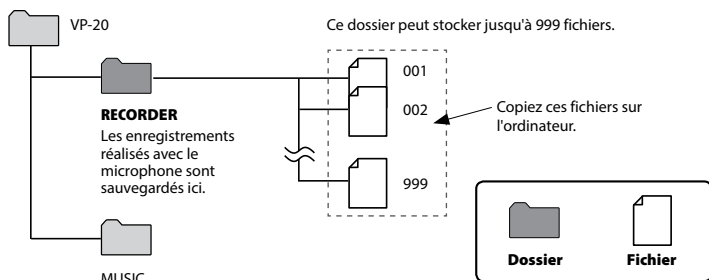 VP-20
Ce dossier peut stocker jusqu'à 999 fichiers.
001
RECORDER
002
Copiez ces fichiers sur
l'ordinateur.
Les enregistrements
réalisés avec le
microphone sont
sauvegardés ici.
999
Dossier
Fichier
MUSIC